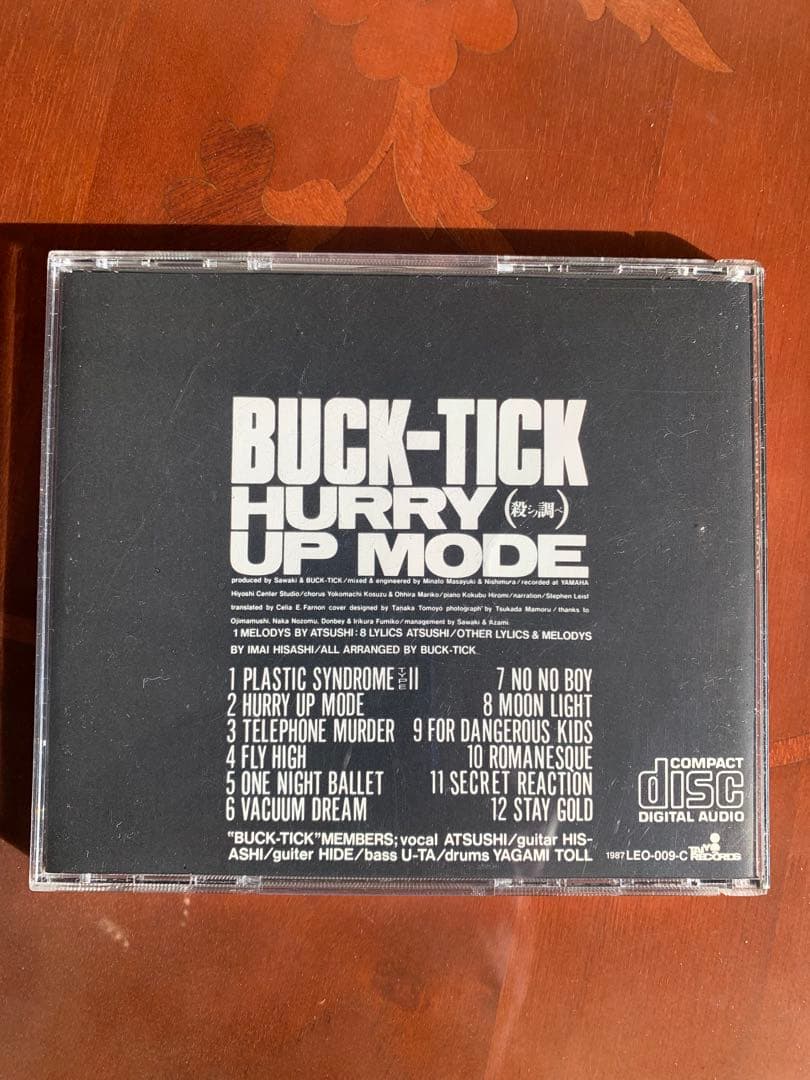 BUCK-TICK
HURRY (殺シノ調べ)
UP MODE
produced by Sawaki & BUCK-TICK/mixed & engineered by Minato Masayuki & Nishimura/recorded at YAMAHA
Hiyoshi Center Studio/chorus Yokomachi Kosuzu & Ohhira Mariko/piano Kokubu Hiromi/narration/Stephen Leist
translated by Celia E. Farnon cover designed by Tanaka Tomoyo photograph by Tsukada Mamoru / thanks to
Ojimamushi, Naka Nozomu, Donbey & Irikura Fumiko/management by Sawaki & Azami.
1 MELODYS BY ATSUSHI: 8 LYLICS ATSUSHI/OTHER LYLICS & MELODYS
BY IMAI HISASHI/ALL ARRANGED BY BUCK-TICK
1 PLASTIC SYNDROME TYPE II
2 HURRY UP MODE
3 TELEPHONE MURDER
4 FLY HIGH
5 ONE NIGHT BALLET
6 VACUUM DREAM
7 NO NO BOY
8 MOON LIGHT
9 FOR DANGEROUS KIDS
10 ROMANESQUE
11 SECRET REACTION
12 STAY GOLD
"BUCK-TICK" MEMBERS; vocal ATSUSHI/guitar HIS-
ASHI/guiter HIDE/bass U-TA/drums YAGAMI TOLL
COMPACT
disc
DIGITAL AUDIO
1987 LEO-009-C
RECORDS